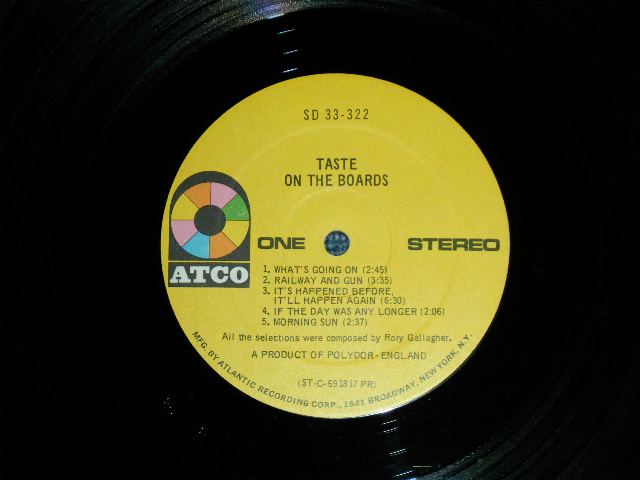 SD 33-322
TASTE
ON THE BOARDS
ATCO
ONE
STEREO
1. WHAT'S GOING ON (2:45)
2. RAILWAY AND GUN (3:35)
3. IT'S HAPPENED BEFORE,
IT'LL HAPPEN AGAIN (6:30)
4. IF THE DAY WAS ANY LONGER (2:06)
5. MORNING SUN (2:37)
All the selections were composed by Rory Gallagher.
A PRODUCT OF POLYDOR-ENGLAND
(ST-C-691817 PR)
MFG. BY ATLANTIC RECORDING CORP., 1841 BROADWAY, NEW YORK, N.Y.